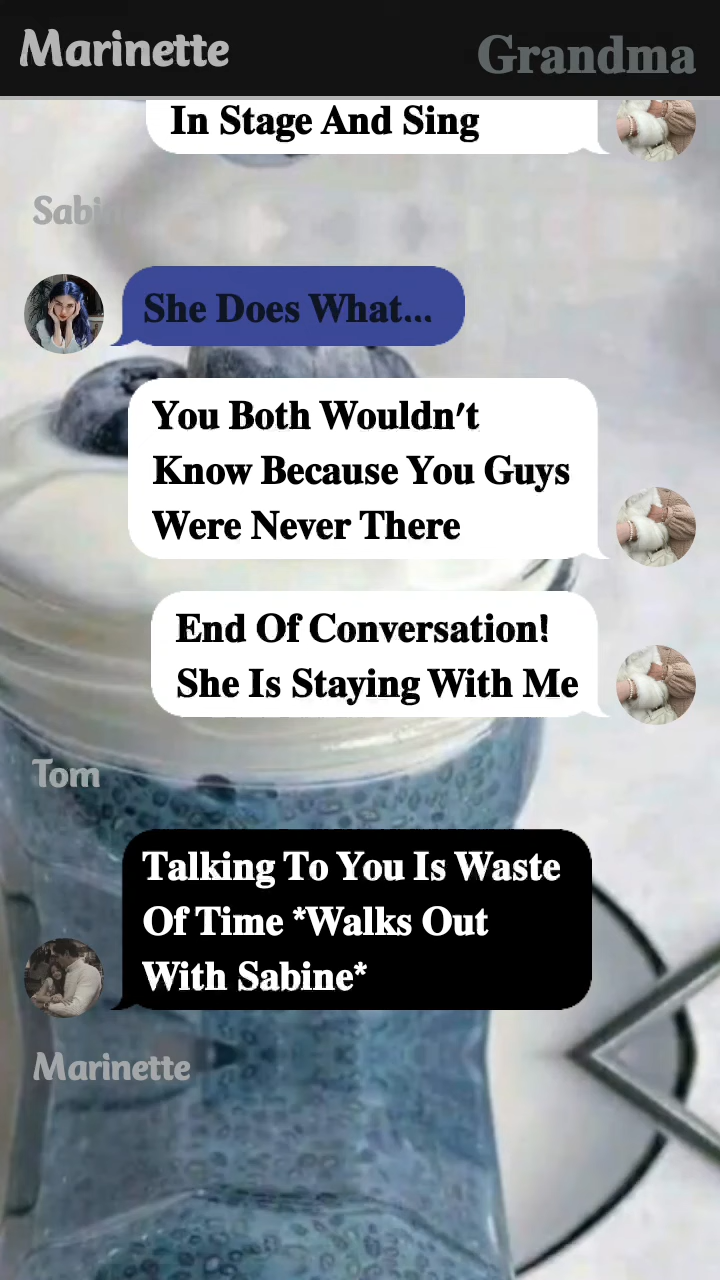 Marinette
Grandma
In Stage And Sing
She Does What...
You Both Wouldn't
Know Because You Guys
Were Never There
End Of Conversation!
She Is Staying With Me
Tom
Talking To You Is Waste
Of Time *Walks Out
With Sabine*
Marinette